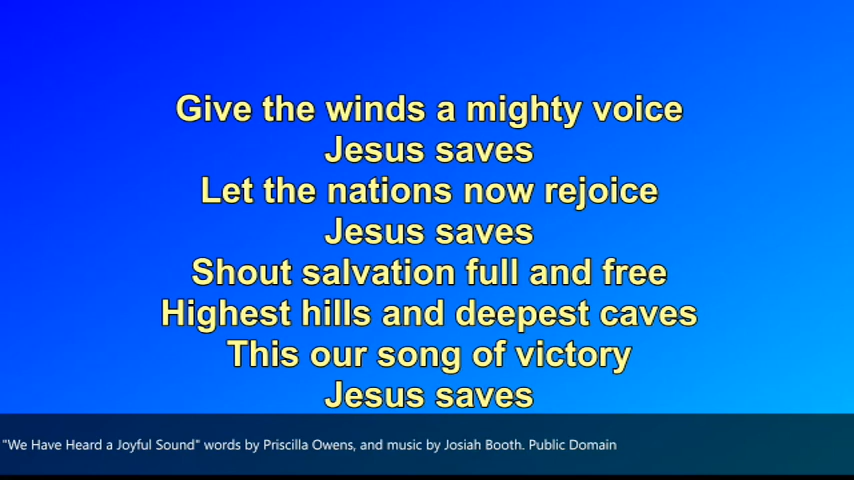 Give the winds a mighty voice
Jesus saves
Let the nations now rejoice
Jesus saves
Shout salvation full and free
Highest hills and deepest caves
This our song of victory
Jesus saves
"We Have Heard a Joyful Sound" words by Priscilla Owens, and music by Josiah Booth. Public Domain